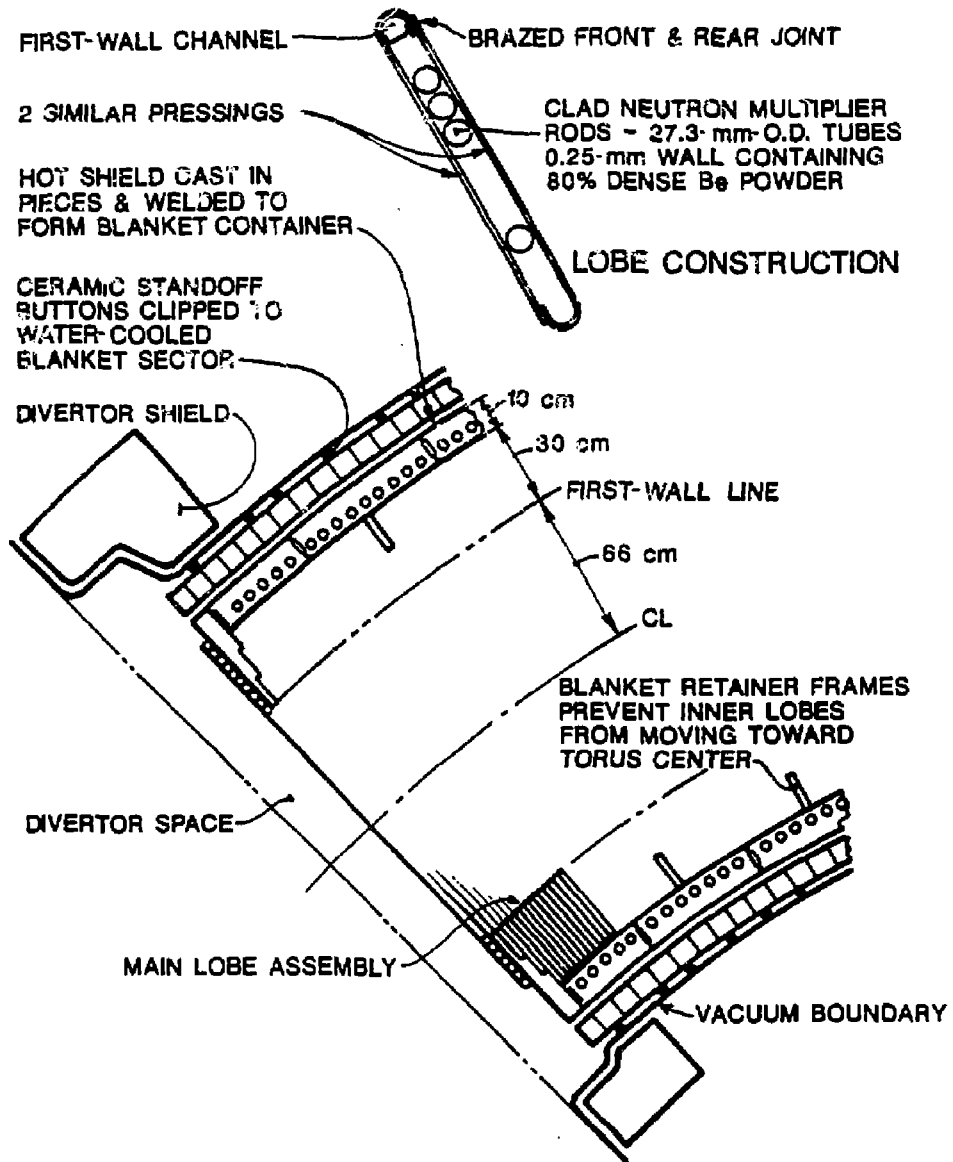 FIRST-WALL CHANNEL
BRAZED FRONT & REAR JOINT
2 SIMILAR PRESSINGS
CLAD NEUTRON MULTIPLIER
RODS - 27.3-mm-O.D. TUBES
0.25-mm WALL CONTAINING
80% DENSE Be POWDER
HOT SHIELD CAST IN
PIECES & WELDED TO
FORM BLANKET CONTAINER
LOBE CONSTRUCTION
CERAMIC STANDOFF
BUTTONS CLIPPED TO
WATER-COOLED
BLANKET SECTOR
DIVERTOR SHIELD
10 cm
30 cm
FIRST-WALL LINE
66 cm
CL
BLANKET RETAINER FRAMES
PREVENT INNER LOBES
FROM MOVING TOWARD
TORUS CENTER
DIVERTOR SPACE
MAIN LOBE ASSEMBLY
VACUUM BOUNDARY